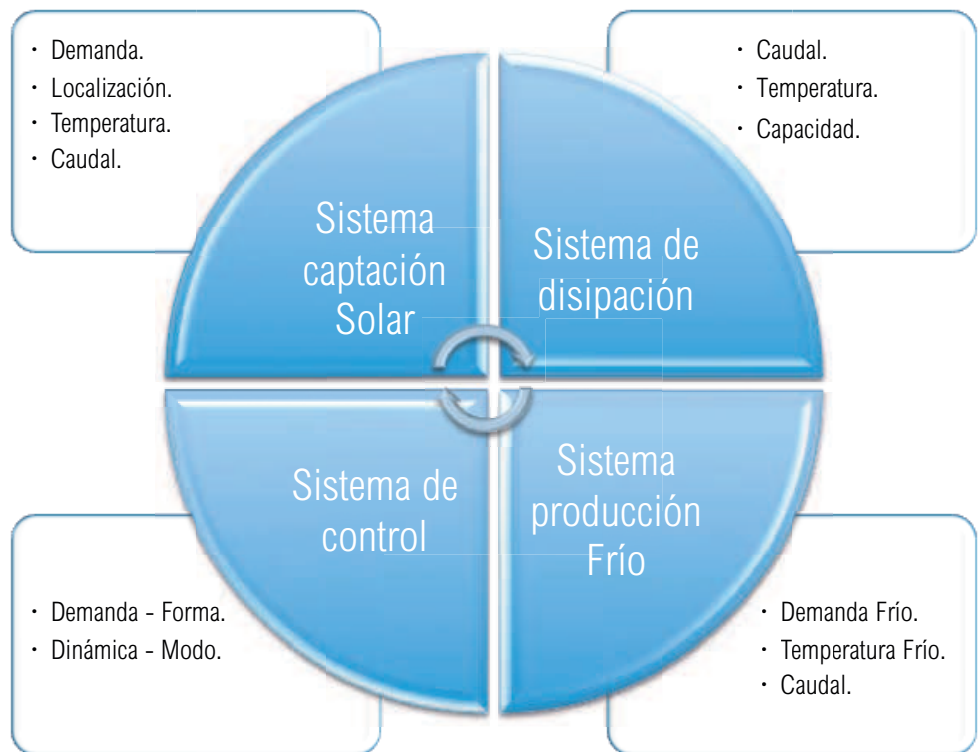 · Demanda.
· Localización.
· Temperatura.
· Caudal.
· Caudal.
· Temperatura.
· Capacidad.
Sistema
captación
Solar
Sistema de
disipación
Sistema de
control
Sistema
producción
Frío
· Demanda - Forma.
· Dinámica - Modo.
· Demanda Frío.
· Temperatura Frío.
· Caudal.